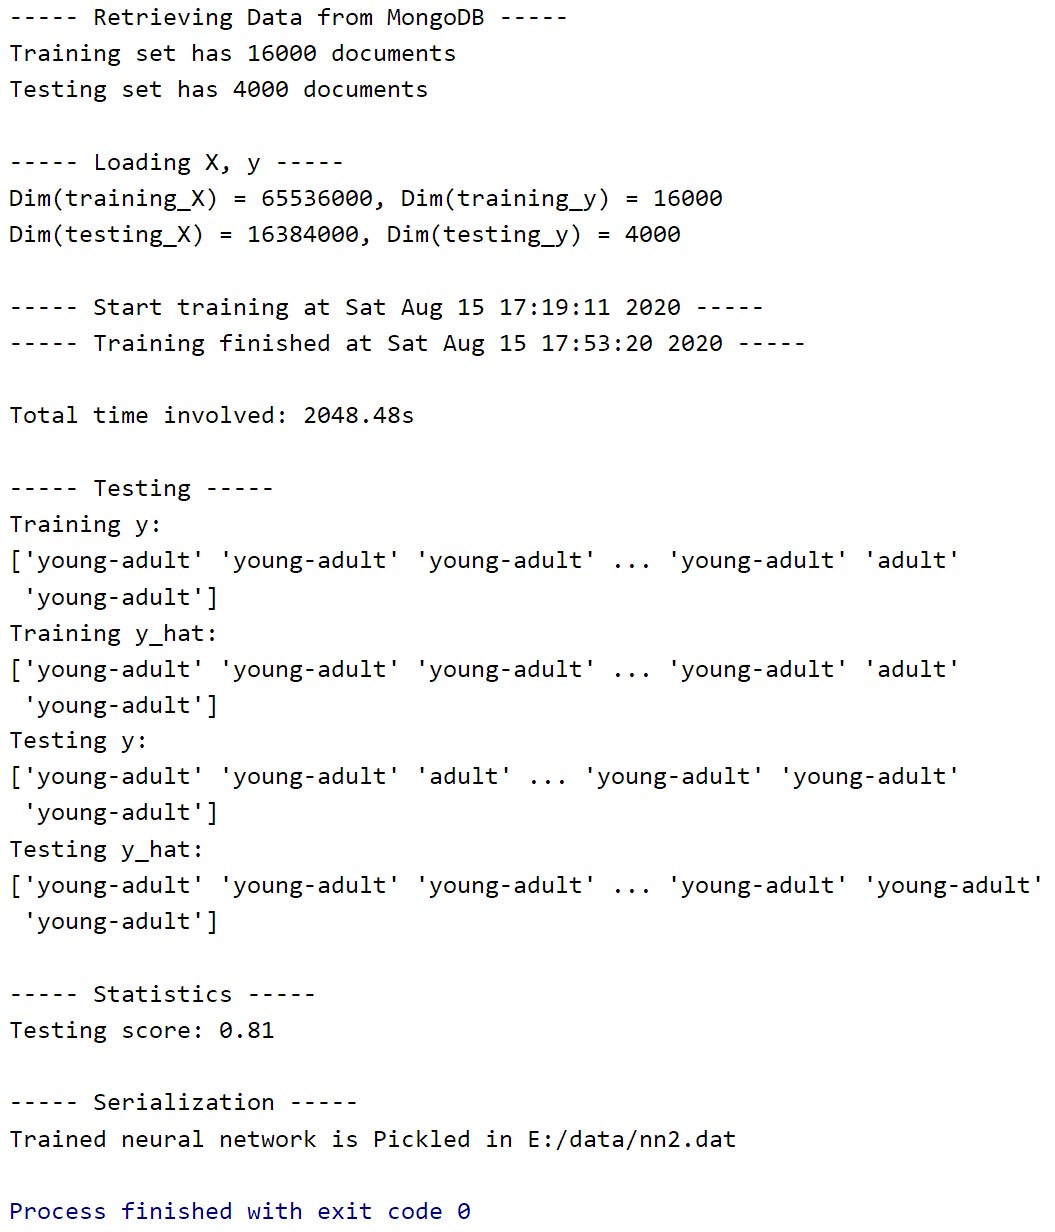 ----- Retrieving Data from MongoDB -----
Training set has 16000 documents
Testing set has 4000 documents
----- Loading X, y -----
Dim(training_X) = 65536000, Dim(training_y) = 16000
Dim(testing_X) = 16384000, Dim(testing_y) = 4000
----- Start training at Sat Aug 15 17:19:11 2020 -----
----- Training finished at Sat Aug 15 17:53:20 2020 -----
Total time involved: 2048.48s
----- Testing -----
Training y:
['young-adult' 'young-adult' 'young-adult' ... 'young-adult' 'adult'
 'young-adult']
Training y_hat:
['young-adult' 'young-adult' 'young-adult' ... 'young-adult' 'adult'
 'young-adult']
Testing y:
['young-adult' 'young-adult' 'adult' ... 'young-adult' 'young-adult'
 'young-adult']
Testing y_hat:
['young-adult' 'young-adult' 'young-adult' ... 'young-adult' 'young-adult'
 'young-adult']
----- Statistics -----
Testing score: 0.81
----- Serialization -----
Trained neural network is Pickled in E:/data/nn2.dat
Process finished with exit code 0